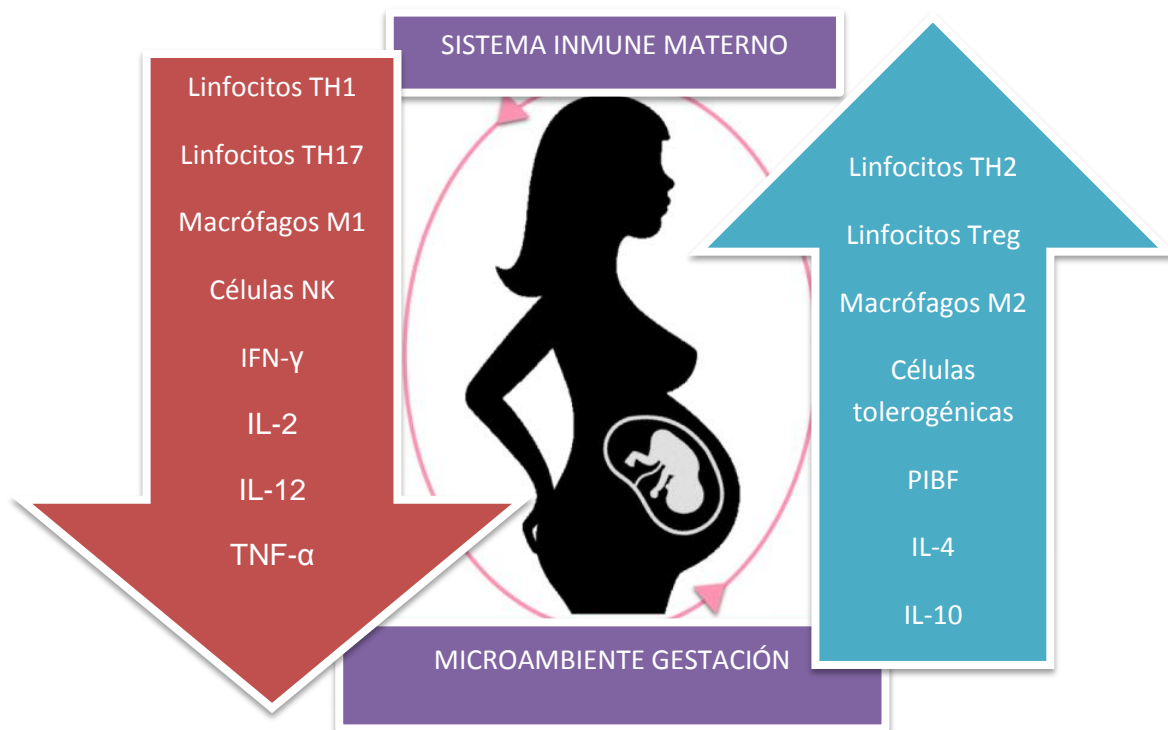 SISTEMA INMUNE MATERNO
Linfocitos TH1
Linfocitos TH17
Macrófagos M1
Células NK
IFN-γ
IL-2
IL-12
TNF-α
Linfocitos TH2
Linfocitos Treg
Macrófagos M2
Células
tolerogénicas
PIBF
IL-4
IL-10
MICROAMBIENTE GESTACIÓN